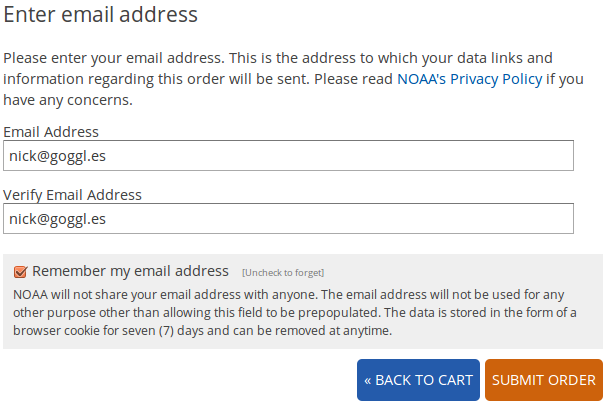 Enter email address
Please enter your email address. This is the address to which your data links and
information regarding this order will be sent. Please read NOAA's Privacy Policy if you
have any concerns.
Email Address
nick@goggl.es
Verify Email Address
nick@goggl.es
Remember my email address [Uncheck to forget]
NOAA will not share your email address with anyone. The email address will not be used for any
other purpose other than allowing this field to be prepopulated. The data is stored in the form of a
browser cookie for seven (7) days and can be removed at anytime.
« BACK TO CART SUBMIT ORDER